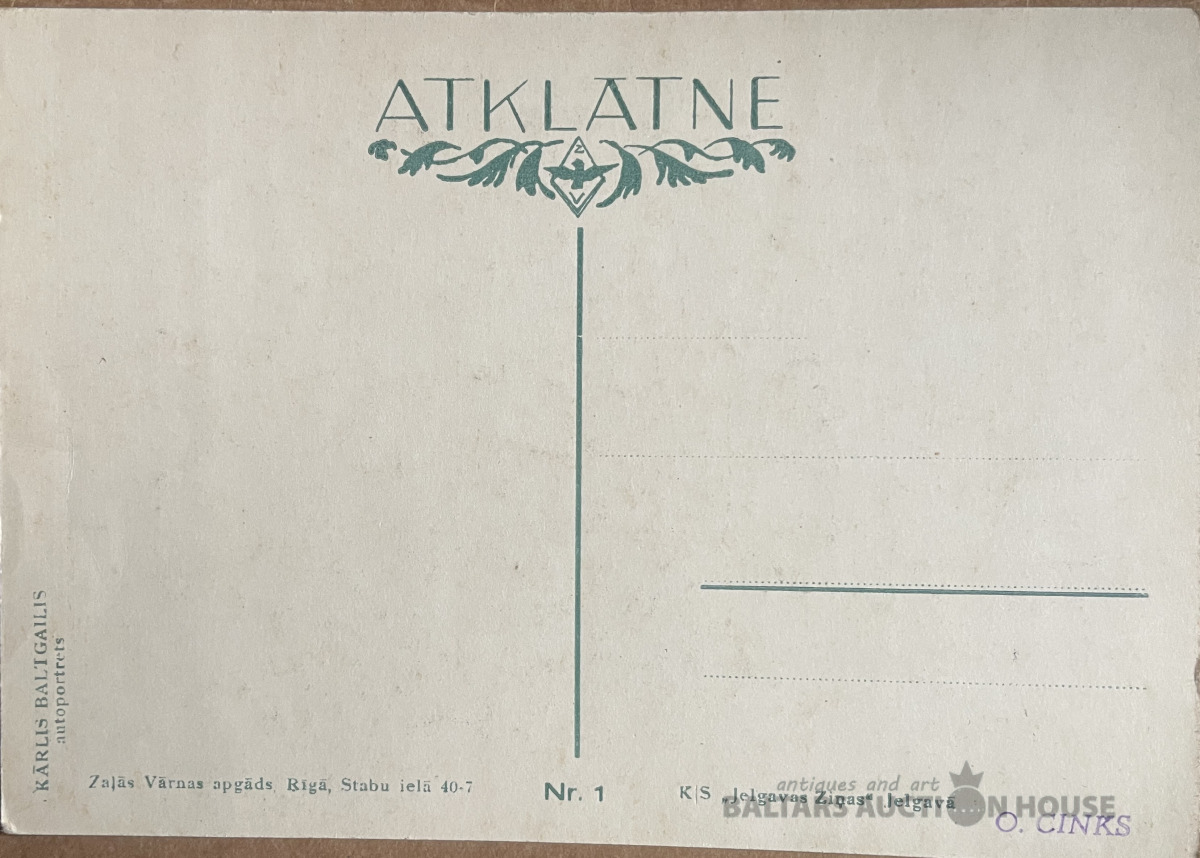 ATKLĀTNE
Z
V
KĀRLIS BALTGAILIS
autoportrets
Zaļās Vārnas apgāds, Rīgā, Stabu ielā 40-7
Nr. 1
K|S „Jelgavas Ziņas“ Jelgavā
antiques and art
BALTARS AUCTION HOUSE
O. CINKS